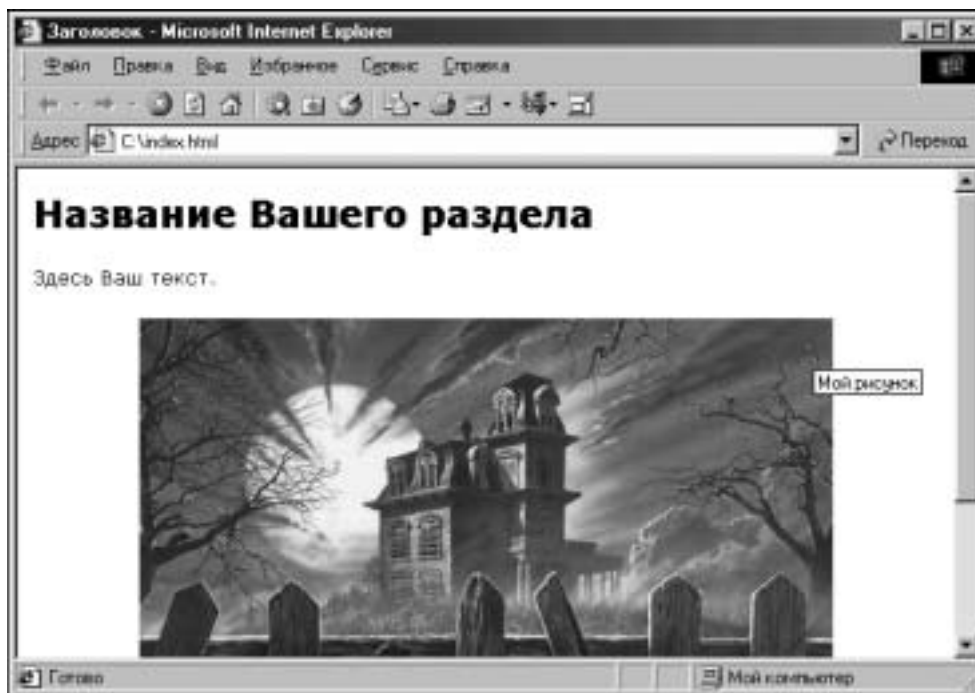 Заголовок - Microsoft Internet Explorer
Файл Правка Вид Избранное Сервис Справка
Адрес C:\index.html Переход
Название Вашего раздела
Здесь Ваш текст.
Мой рисунок
Готово Мой компьютер